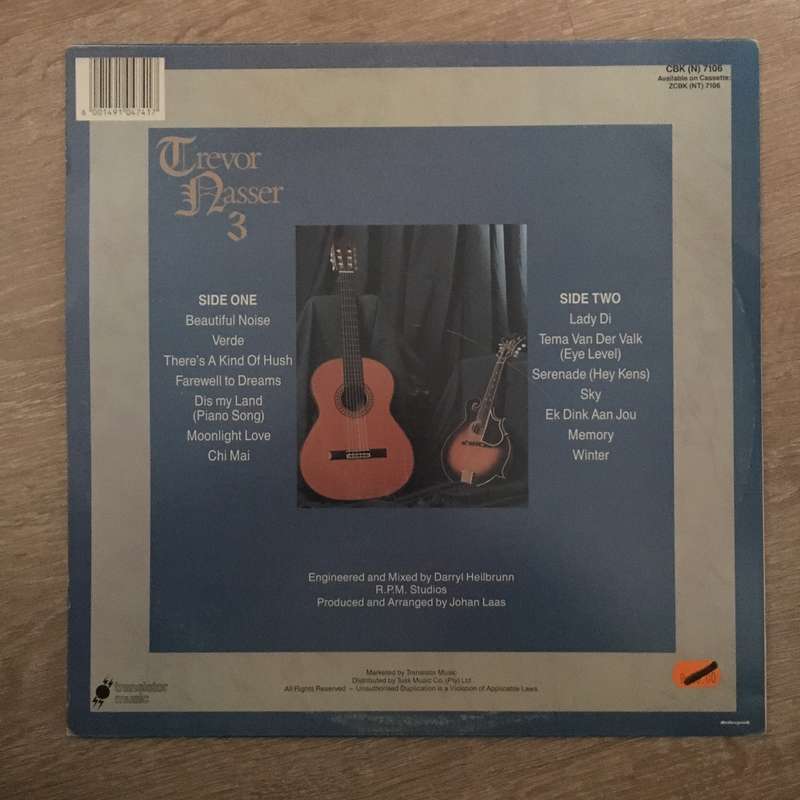 6 001491 047417
CBK (N) 7106
Available on Cassette:
ZCBK (NT) 7106
Trevor
Nasser
3
SIDE ONE
Beautiful Noise
Verde
There's A Kind Of Hush
Farewell to Dreams
Dis my Land
(Piano Song)
Moonlight Love
Chi Mai
SIDE TWO
Lady Di
Tema Van Der Valk
(Eye Level)
Serenade (Hey Kens)
Sky
Ek Dink Aan Jou
Memory
Winter
Engineered and Mixed by Darryl Heilbrunn
R.P.M. Studios
Produced and Arranged by Johan Laas
Marketed by Transistor Music
Distributed by Tusk Music Co. (Pty) Ltd
All Rights Reserved – Unauthorised Duplication is a Violation of Applicable Laws
transistor
music